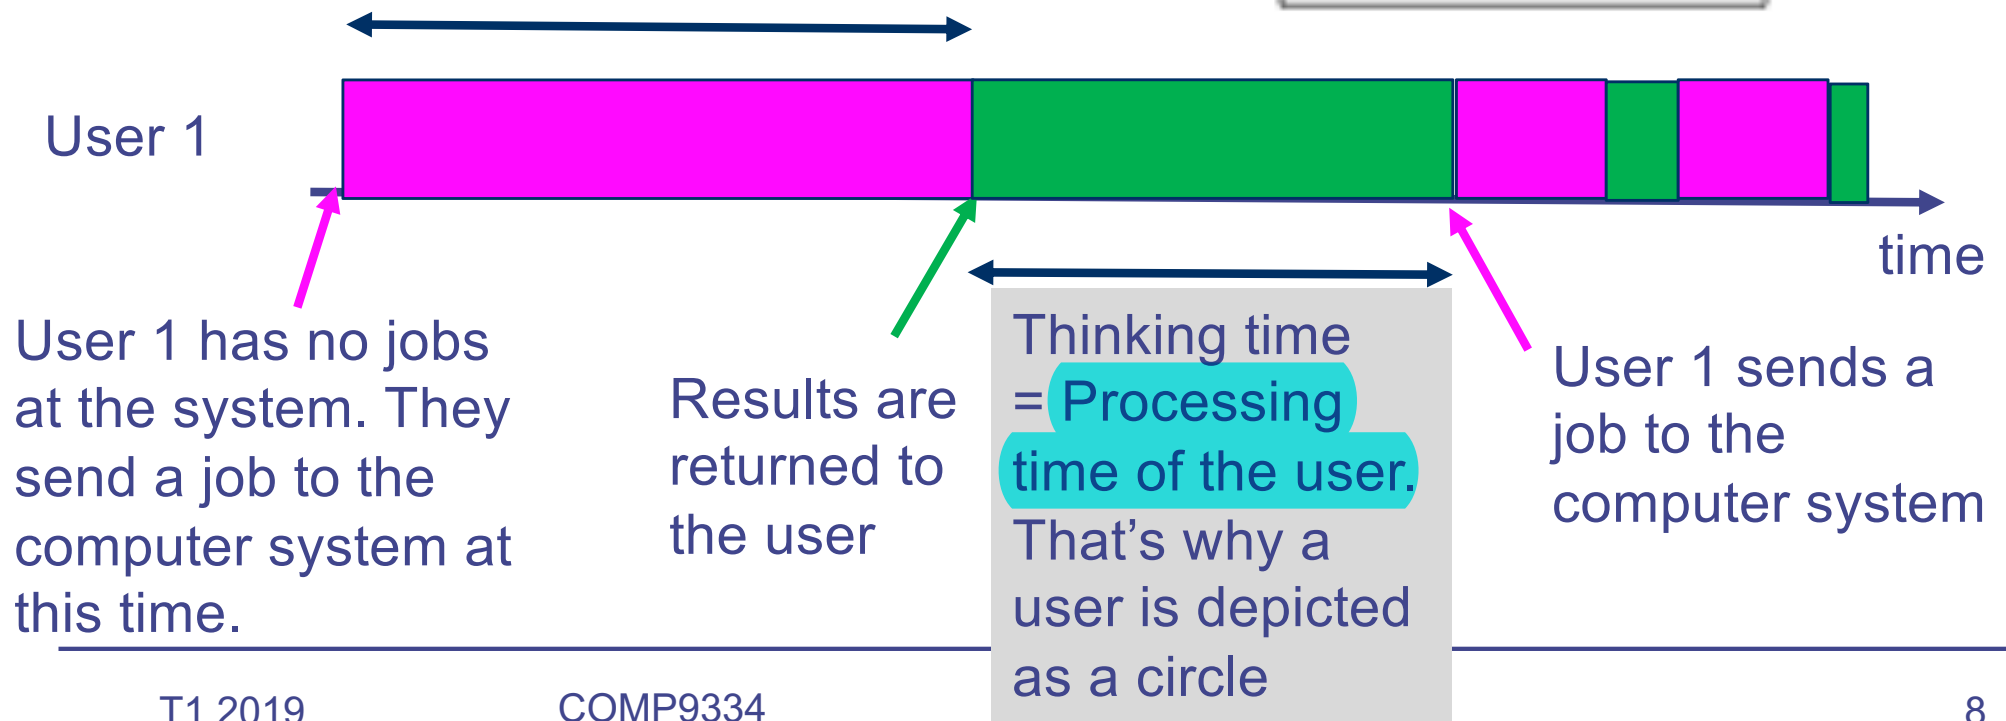 User 1
time
User 1 has no jobs
at the system. They
send a job to the
computer system at
this time.
Results are
returned to
the user
Thinking time
= Processing
time of the user.
That’s why a
user is depicted
as a circle
User 1 sends a
job to the
computer system
T1 2019
COMP9334
8